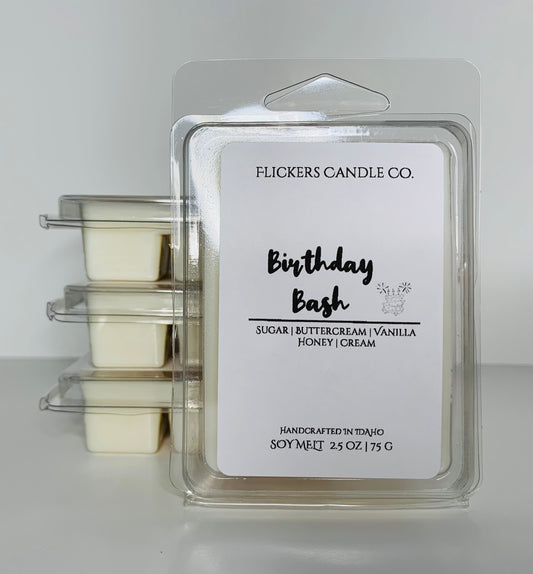 FLICKERS CANDLE CO.
Birthday
Bash
SUGAR | BUTTERCREAM | VANILLA
HONEY | CREAM
HANDCRAFTED IN IDAHO
SOY MELT 2.5 OZ | 75 G